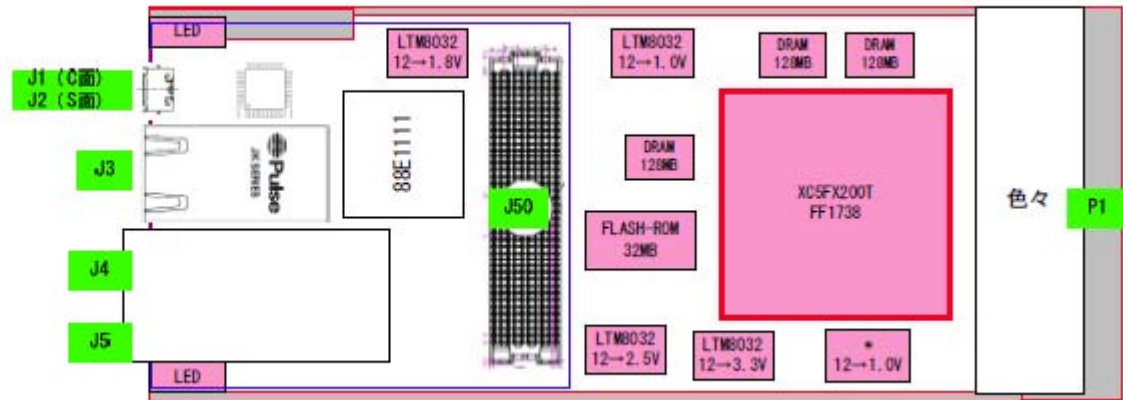 LED
LTM8032
12→1.8V
LTM8032
12→1.0V
DRAM
128MB
DRAM
128MB
J1 (C面)
J2 (S面)
J3
Pulse
JK SERIES
88E1111
J50
DRAM
128MB
XC5FX200T
FF1738
色々
P1
FLASH-ROM
32MB
J4
J5
LTM8032
12→2.5V
LTM8032
12→3.3V
*
12→1.0V
LED